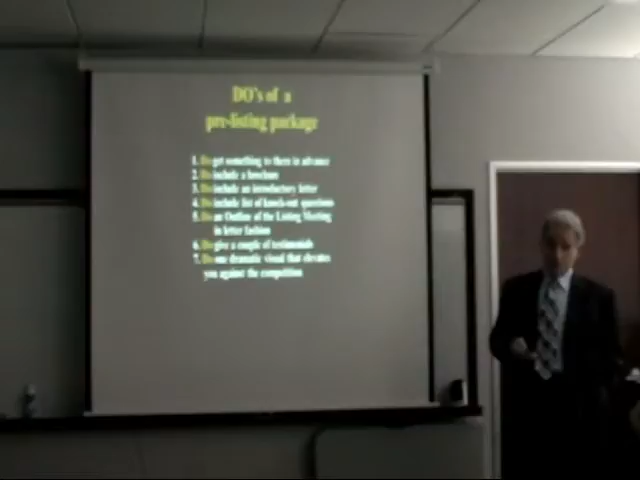 DO's of a
pre-listing package
1. Do get something to them in advance
2. Do include a brochure
3. Do include an introductory letter
4. Do include list of knock-out questions
5. Do an Outline of the Listing Meeting
in letter fashion
6. Do give a couple of testimonials
7. Do one dramatic visual that elevates
you against the competition